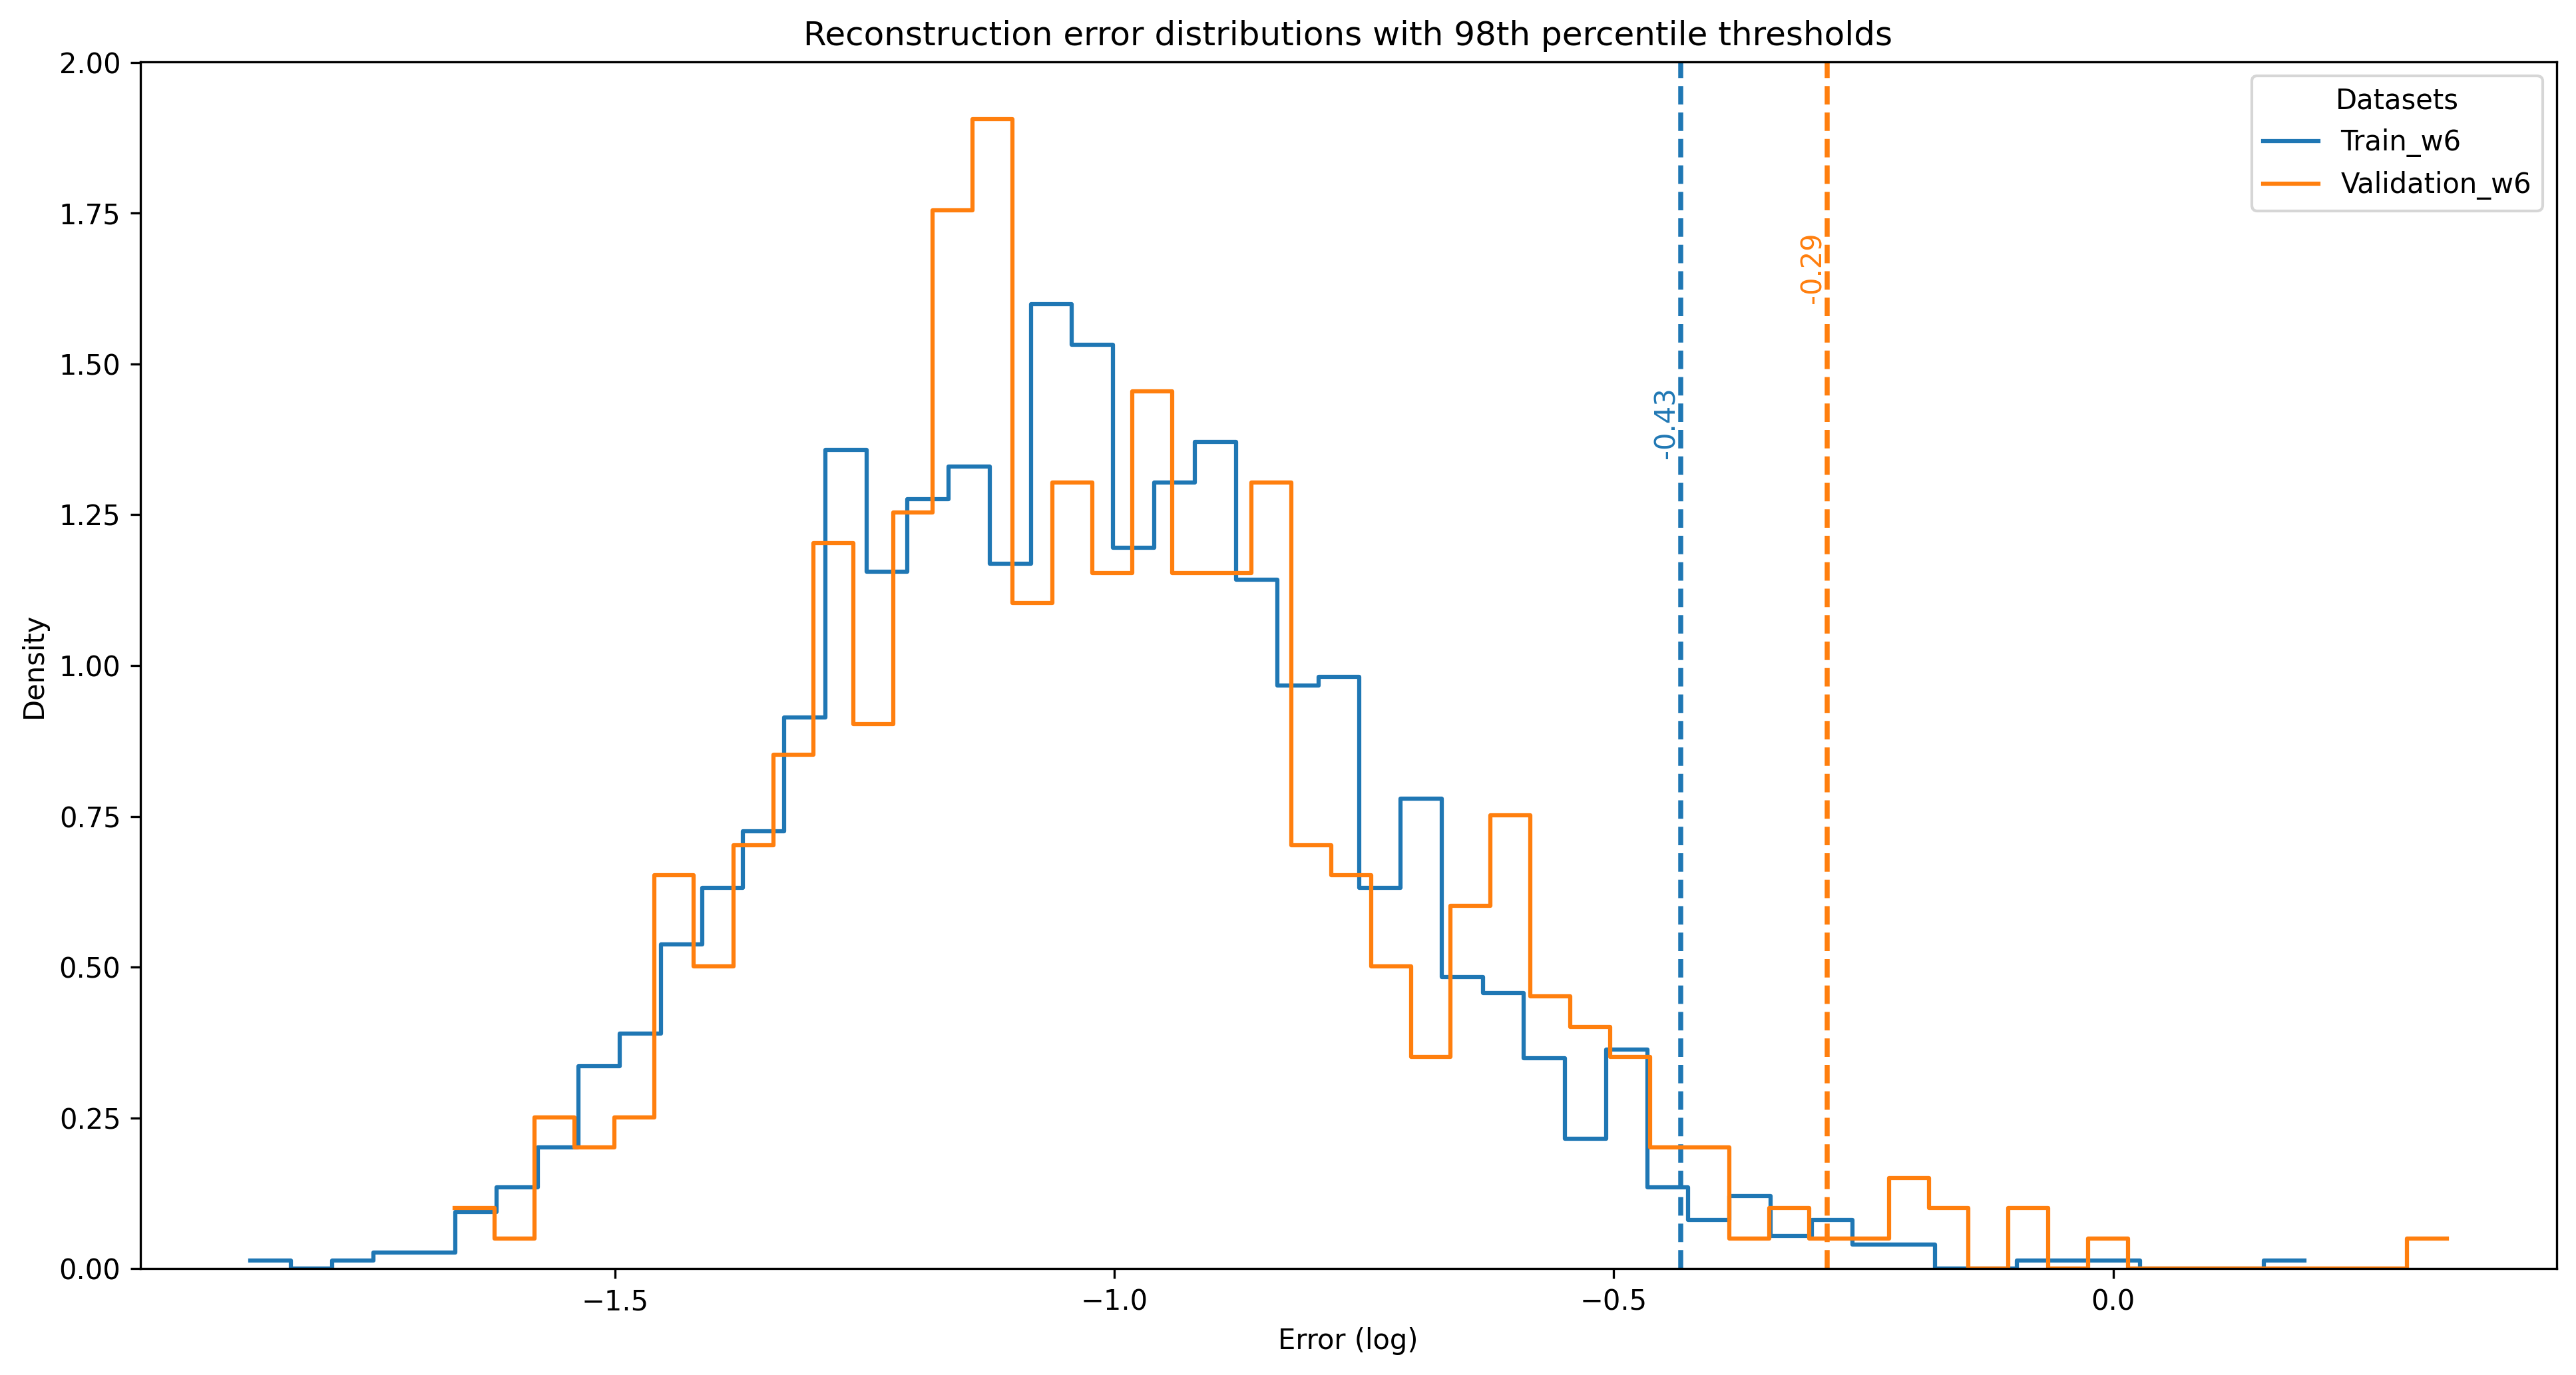 Reconstruction error distributions with 98th percentile thresholds
2.00
1.75
1.50
1.25
1.00
0.75
0.50
0.25
0.00
Density
Datasets
Train_w6
Validation_w6
-0.29
-0.43
−1.5
−1.0
−0.5
0.0
Error (log)